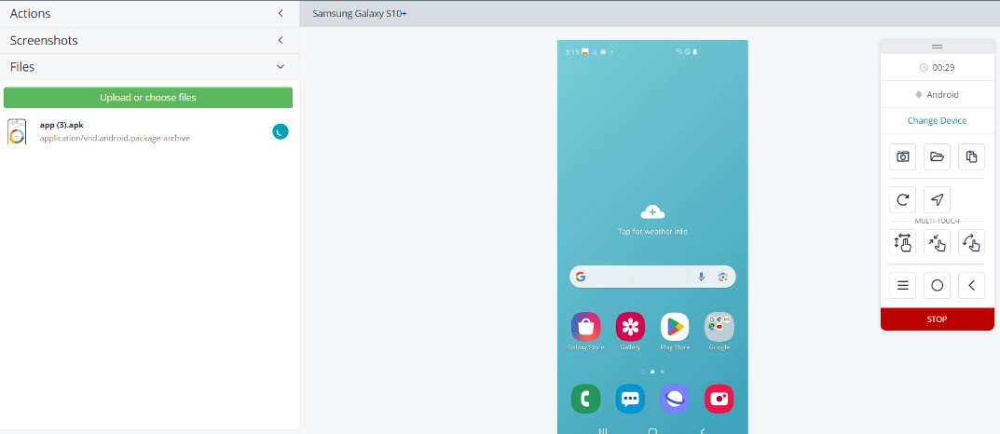 Actions
Screenshots
Files
Upload or choose files
app (3).apk
application/vnd.android.package-archive
Samsung Galaxy S10+
6:15
Tap for weather info
Galaxy Store
Gallery
Play Store
Google
00:29
Android
Change Device
MULTI-TOUCH
STOP